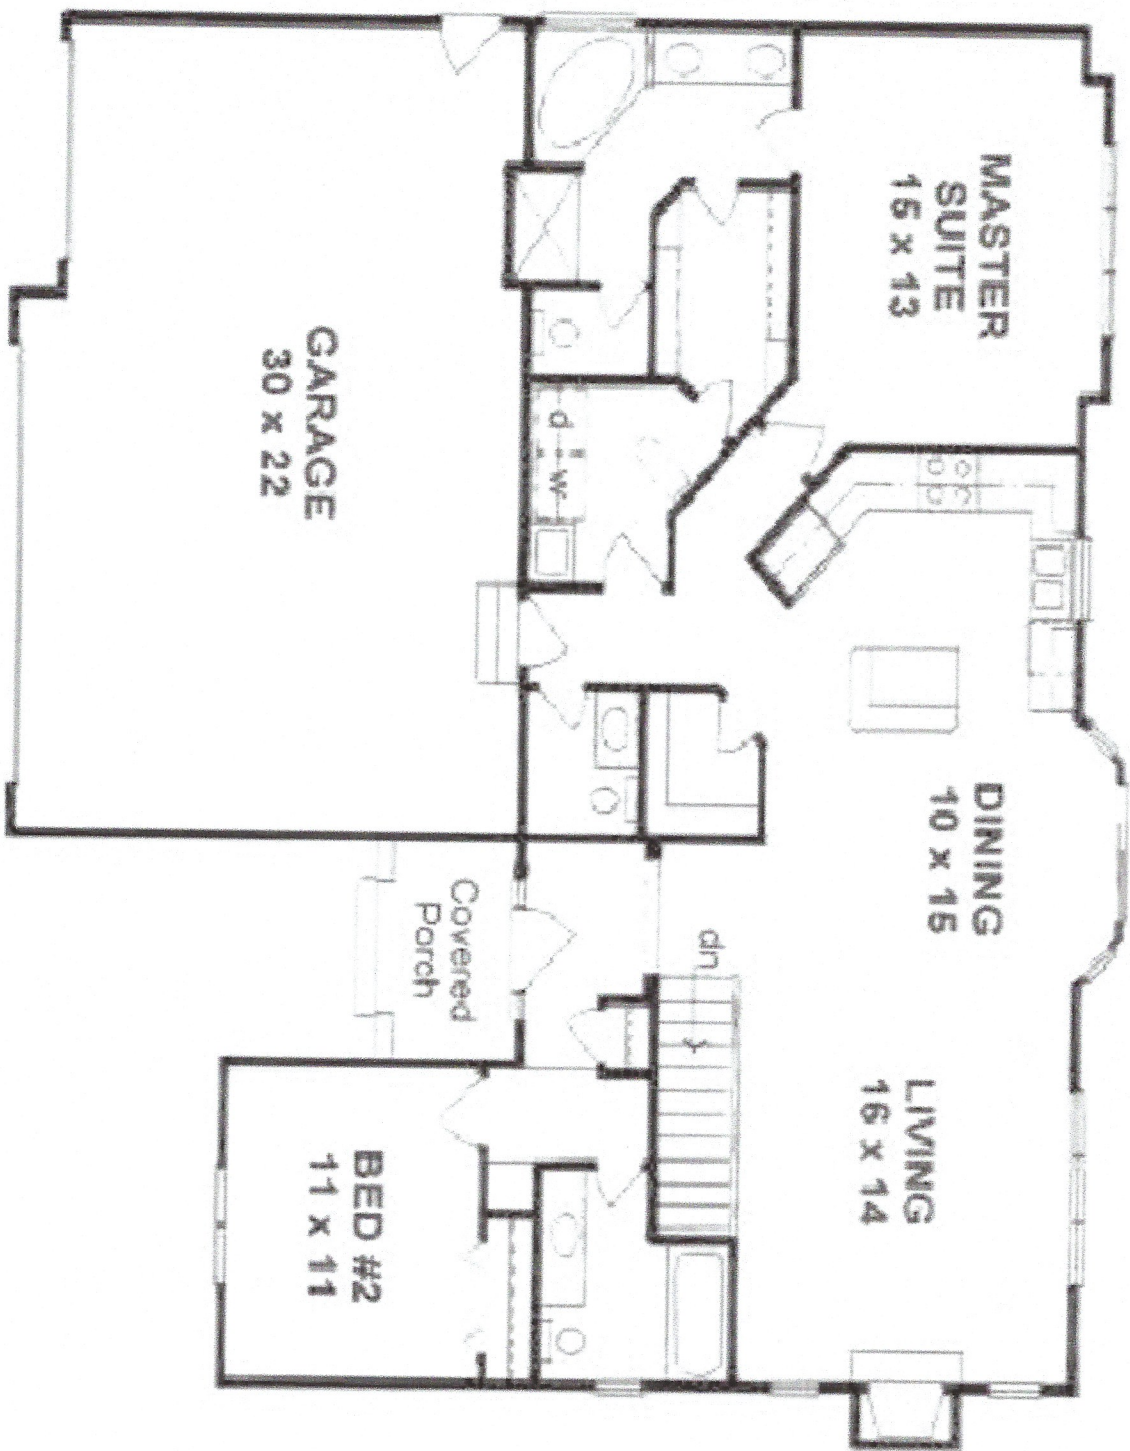 MASTER
SUITE
15 x 13
GARAGE
30 x 22
d
w
DINING
10 x 15
Covered
Porch
dn
LIVING
16 x 14
BED #2
11 x 11